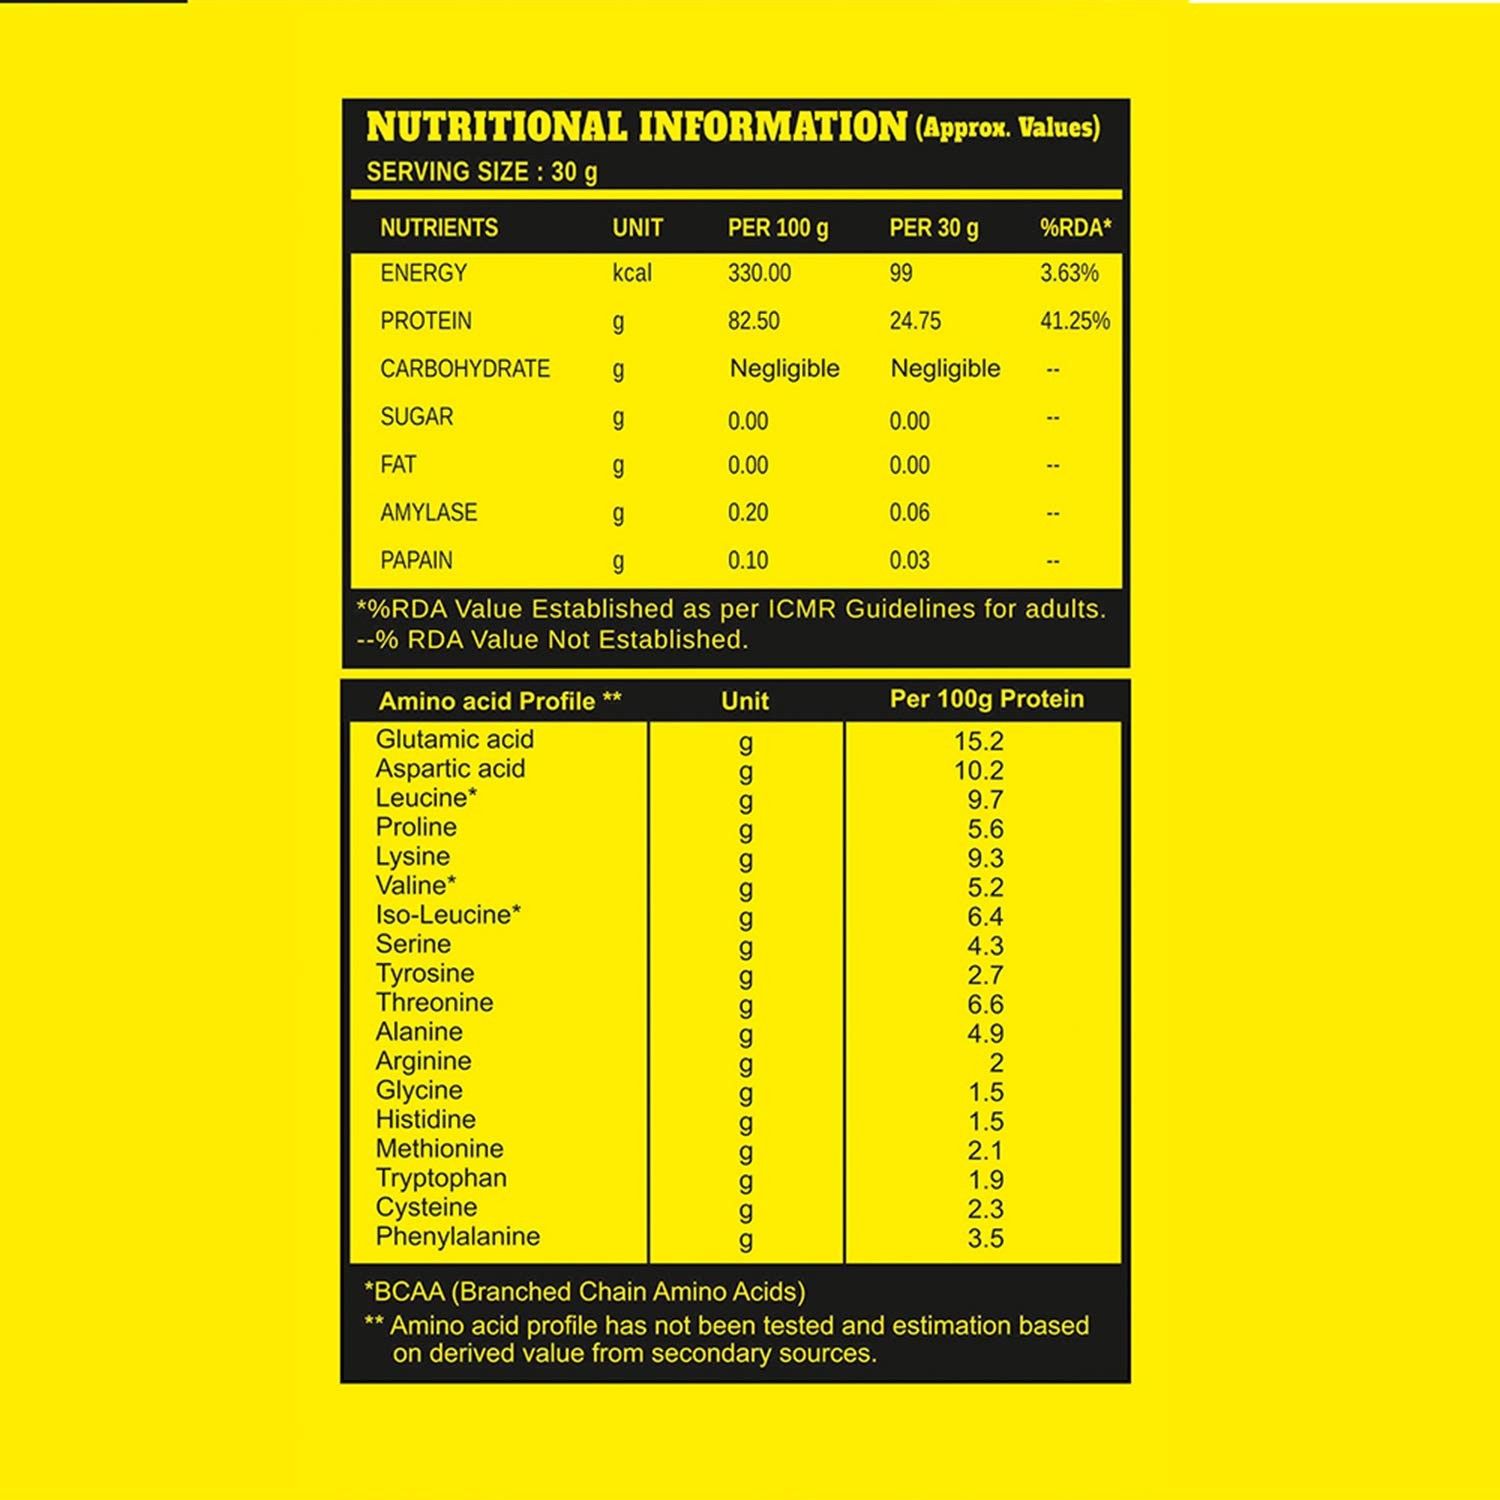 NUTRITIONAL INFORMATION (Approx. Values)
SERVING SIZE : 30 g
NUTRIENTS UNIT PER 100 g PER 30 g %RDA*
ENERGY kcal 330.00 99 3.63%
PROTEIN g 82.50 24.75 41.25%
CARBOHYDRATE g Negligible Negligible --
SUGAR g 0.00 0.00 --
FAT g 0.00 0.00 --
AMYLASE g 0.20 0.06 --
PAPAIN g 0.10 0.03 --
*%RDA Value Established as per ICMR Guidelines for adults.
--% RDA Value Not Established.
Amino acid Profile ** Unit Per 100g Protein
Glutamic acid g 15.2
Aspartic acid g 10.2
Leucine* g 9.7
Proline g 5.6
Lysine g 9.3
Valine* g 5.2
Iso-Leucine* g 6.4
Serine g 4.3
Tyrosine g 2.7
Threonine g 6.6
Alanine g 4.9
Arginine g 2
Glycine g 1.5
Histidine g 1.5
Methionine g 2.1
Tryptophan g 1.9
Cysteine g 2.3
Phenylalanine g 3.5
*BCAA (Branched Chain Amino Acids)
** Amino acid profile has not been tested and estimation based
on derived value from secondary sources.